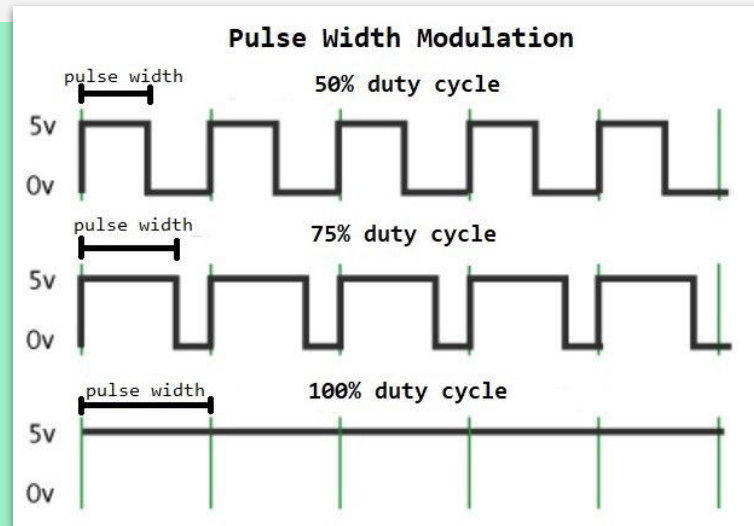 Pulse Width Modulation
pulse width
50% duty cycle
5v
0v
pulse width
75% duty cycle
5v
0v
pulse width
100% duty cycle
5v
0v